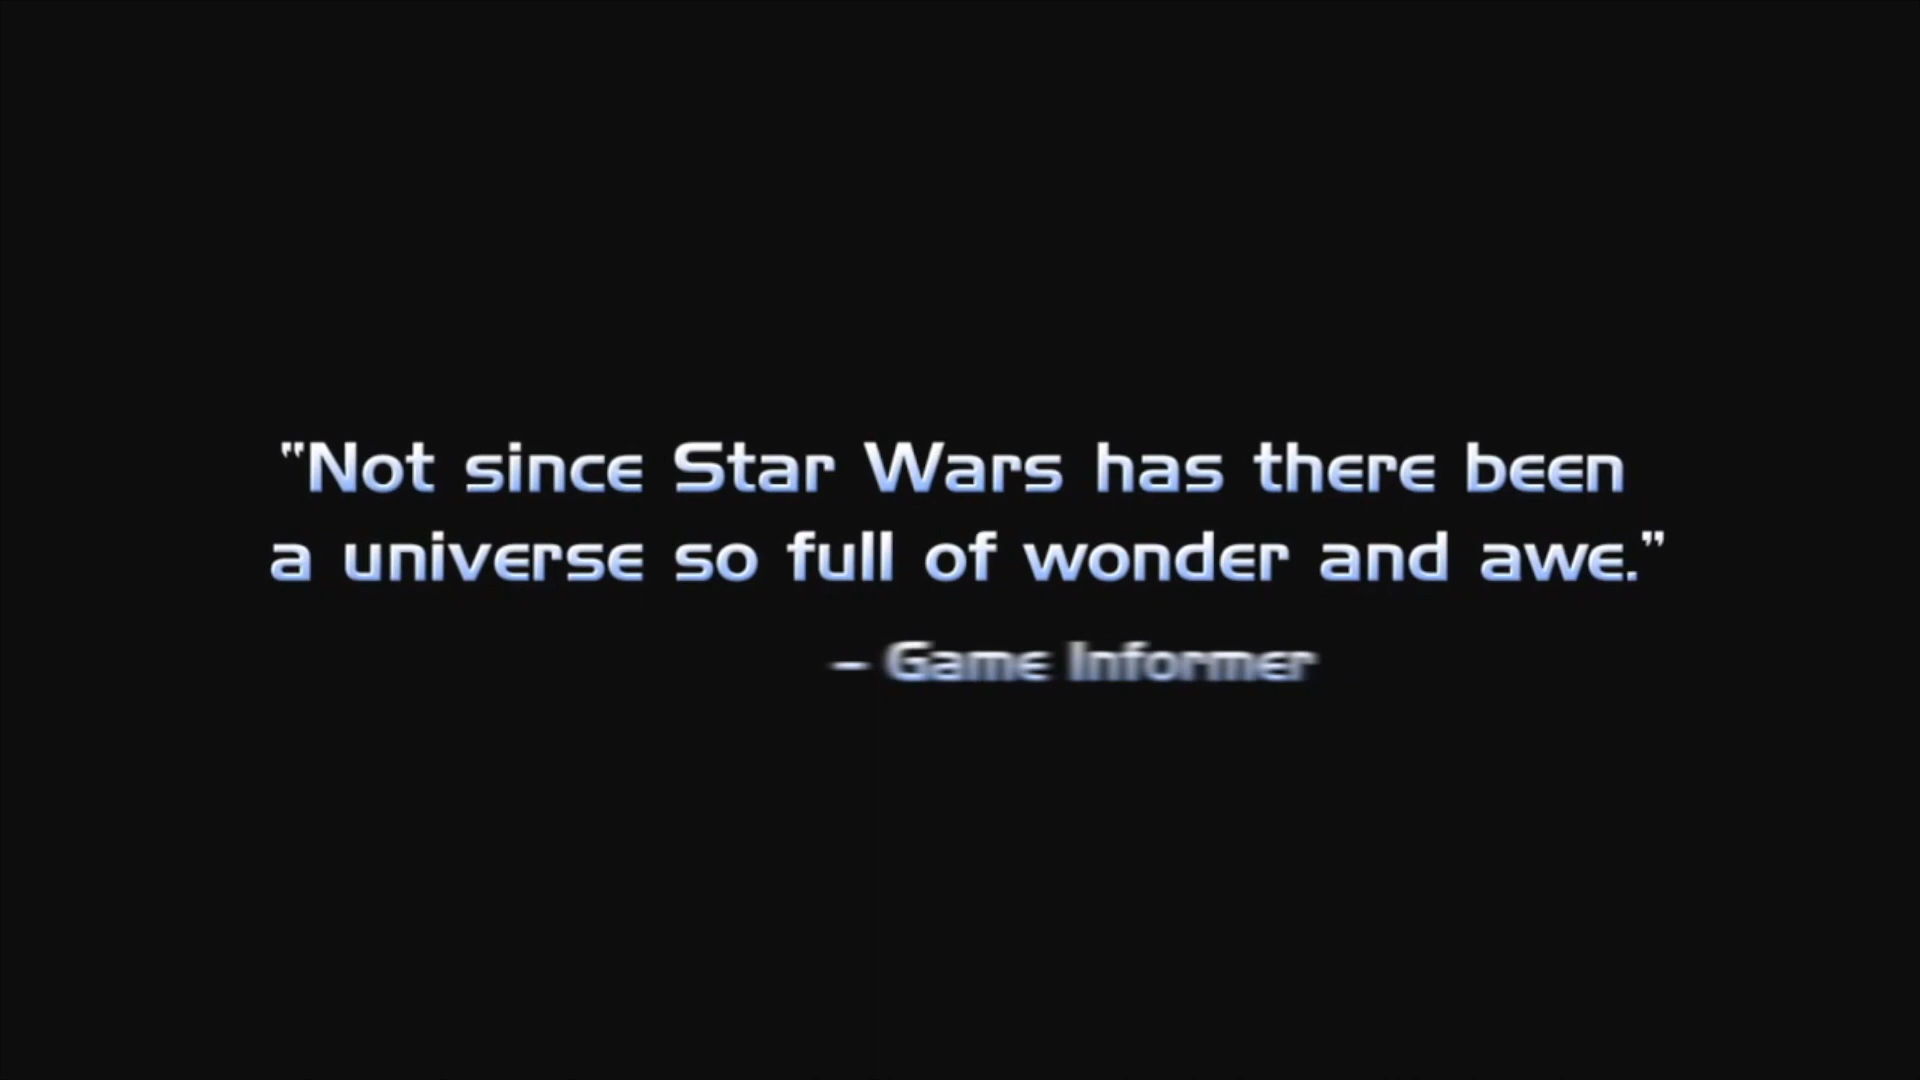 "Not since Star Wars has there been
a universe so full of wonder and awe."
– Game Informer